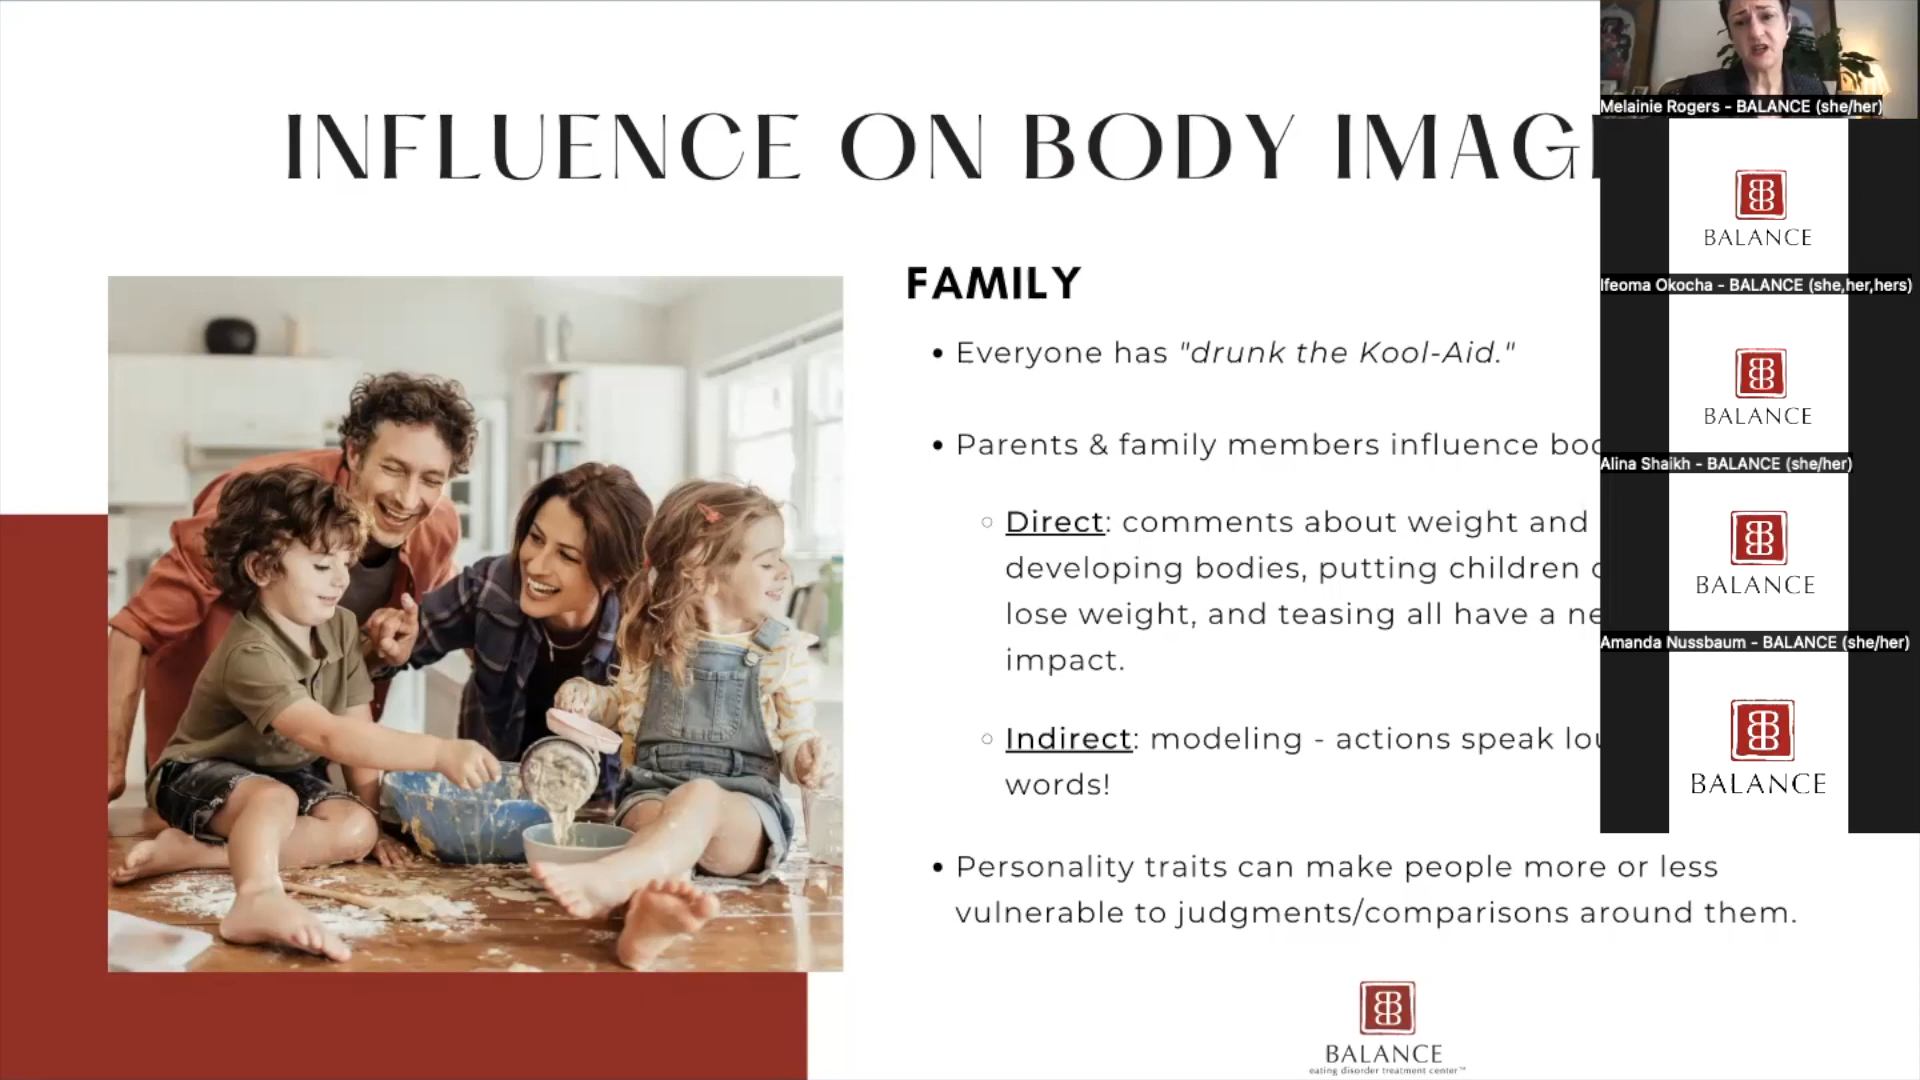 INFLUENCE ON BODY IMAG
FAMILY
Everyone has "drunk the Kool-Aid."
Parents & family members influence
Direct: comments about weight and
developing bodies, putting children
lose weight, and teasing all have a
impact.
Indirect: modeling - actions speak
words!
Personality traits can make people more or less
vulnerable to judgments/comparisons around them.
BALANCE
eating disorder treatment center™
Melainie Rogers - BALANCE (she/her)
BALANCE
Ifeoma Okocha - BALANCE (she,her,hers)
BALANCE
Alina Shaikh - BALANCE (she/her)
BALANCE
Amanda Nussbaum - BALANCE (she/her)
BALANCE